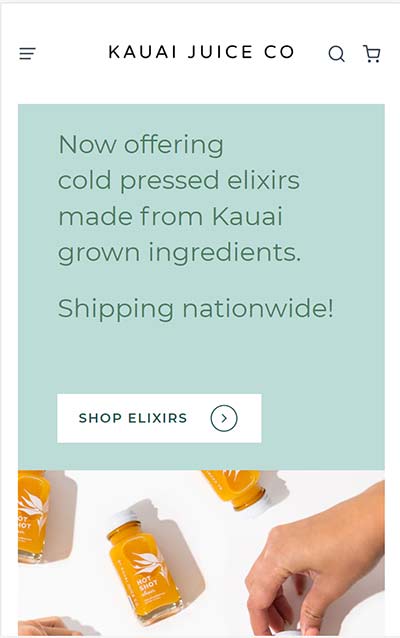 KAUAI JUICE CO
Now offering
cold pressed elixirs
made from Kauai
grown ingredients.
Shipping nationwide!
SHOP ELIXIRS
HOT
SHOT
HOT
SHOT
elixir